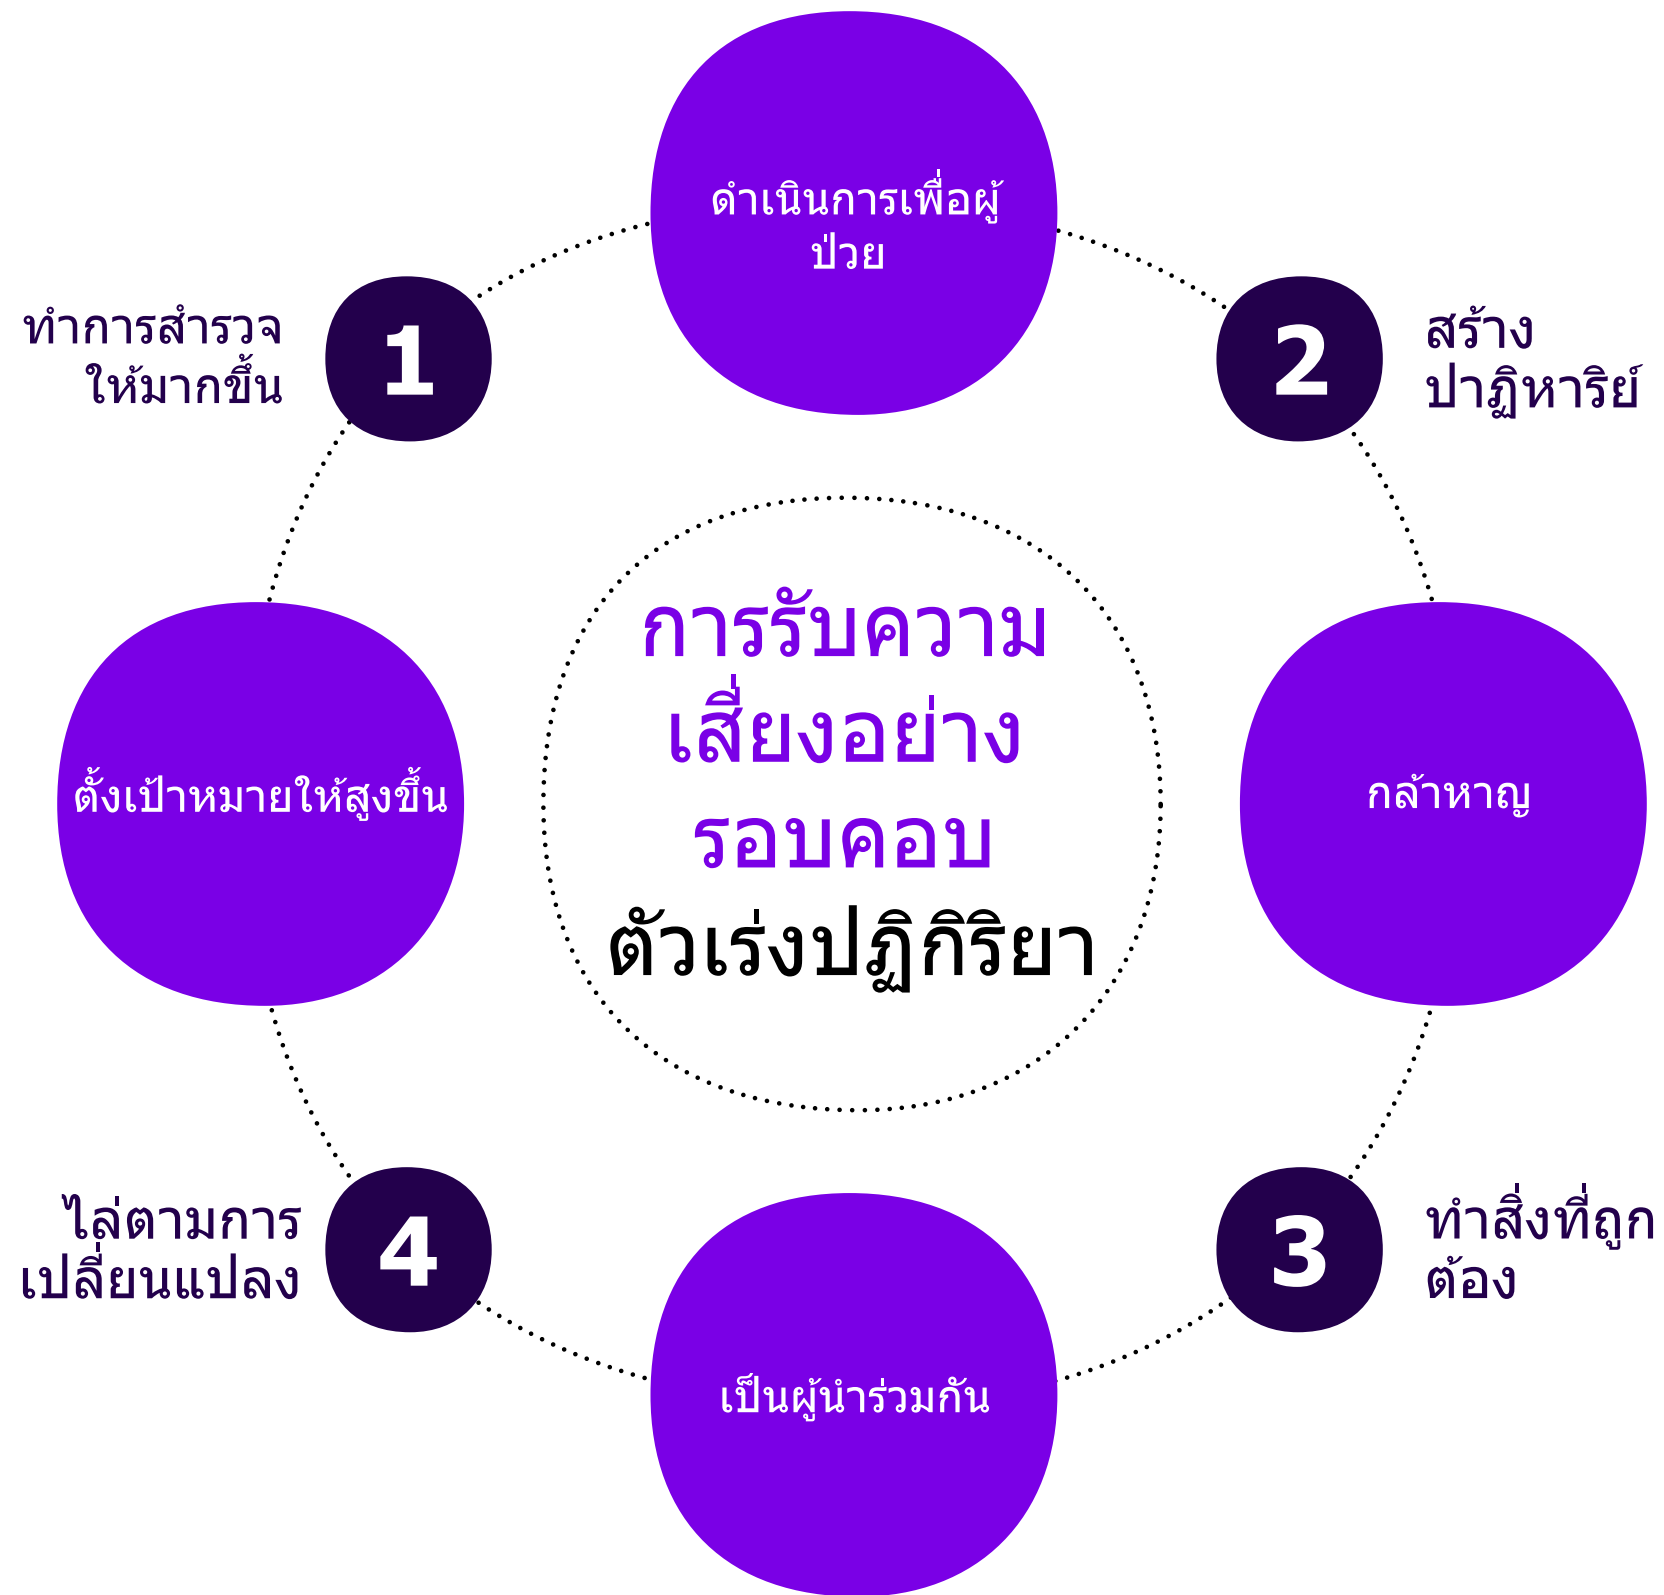 ดำเนินการเพื่อผู้
ป่วย
ทำการสำรวจ
ให้มากขึ้น
1
2
สร้าง
ปาฏิหาริย์
การรับความ
เสี่ยงอย่าง
รอบคอบ
ตัวเร่งปฏิกิริยา
ตั้งเป้าหมายให้สูงขึ้น
กล้าหาญ
ไล่ตามการ
เปลี่ยนแปลง
4
3
ทำสิ่งที่ถูก
ต้อง
เป็นผู้นำร่วมกัน